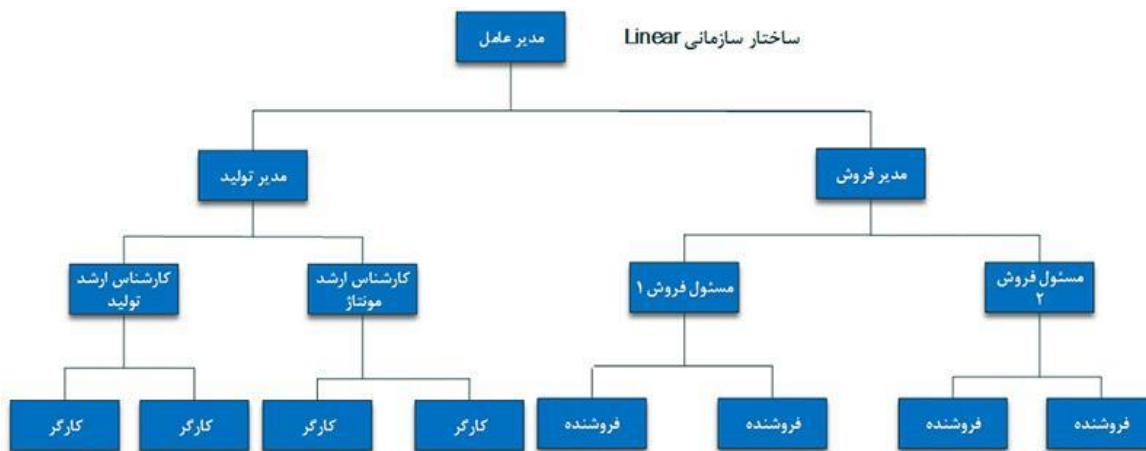 ساختار سازمانی Linear
مدیر عامل
مدیر فروش
مدیر تولید
مسئول فروش
۲
مسئول فروش ۱
کارشناس ارشد
مونتاژ
کارشناس ارشد
تولید
فروشنده
فروشنده
فروشنده
فروشنده
کارگر
کارگر
کارگر
کارگر